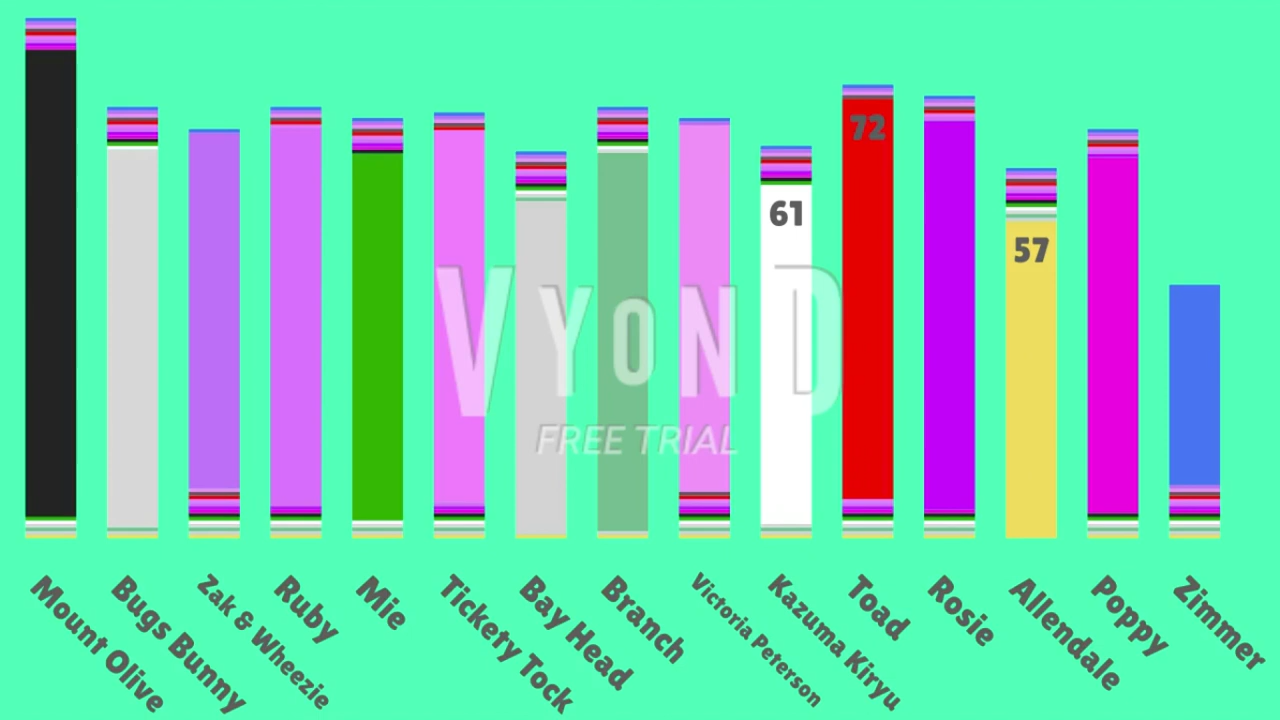 72
61
57
VYOND
FREE TRIAL
Mount Olive
Bugs Bunny
Zak & Wheezie
Ruby
Mie
Tickety Tock
Bay Head
Branch
Victoria Peterson
Kazuma Kiryu
Toad
Rosie
Allendale
Poppy
Zimmer